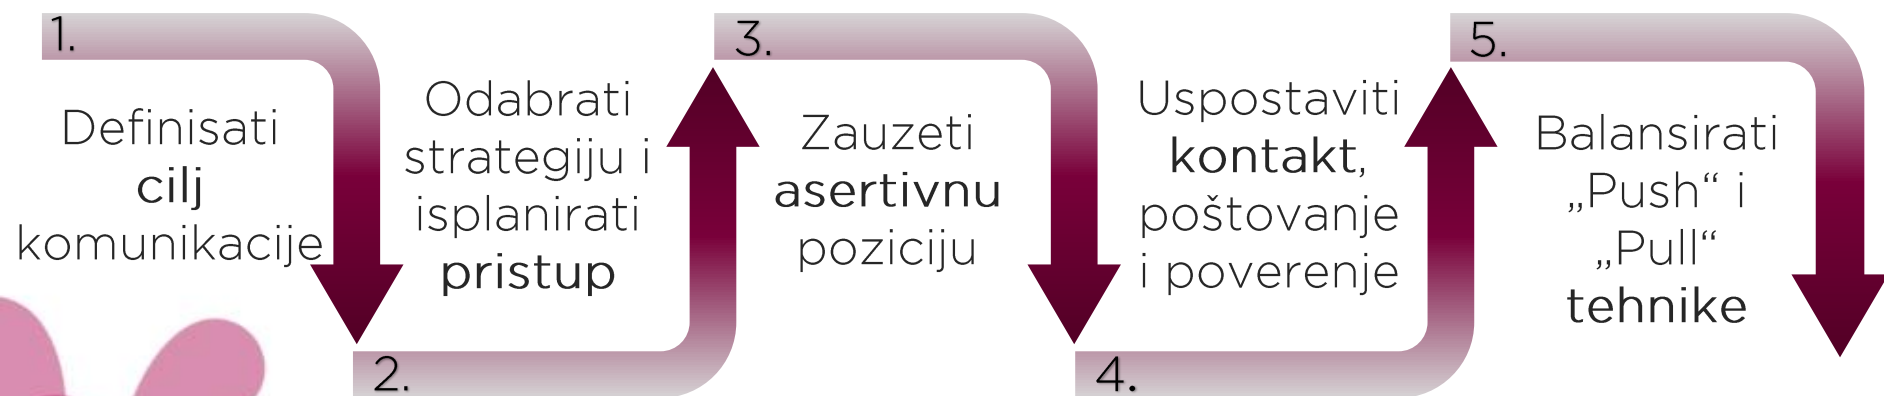 1.
Definisati
cilj
komunikacije
2.
Odabrati
strategiju i
isplanirati
pristup
3.
Zauzeti
asertivnu
poziciju
4.
Uspostaviti
kontakt,
poštovanje
i poverenje
5.
Balansirati
„Push“ i
„Pull“
tehnike